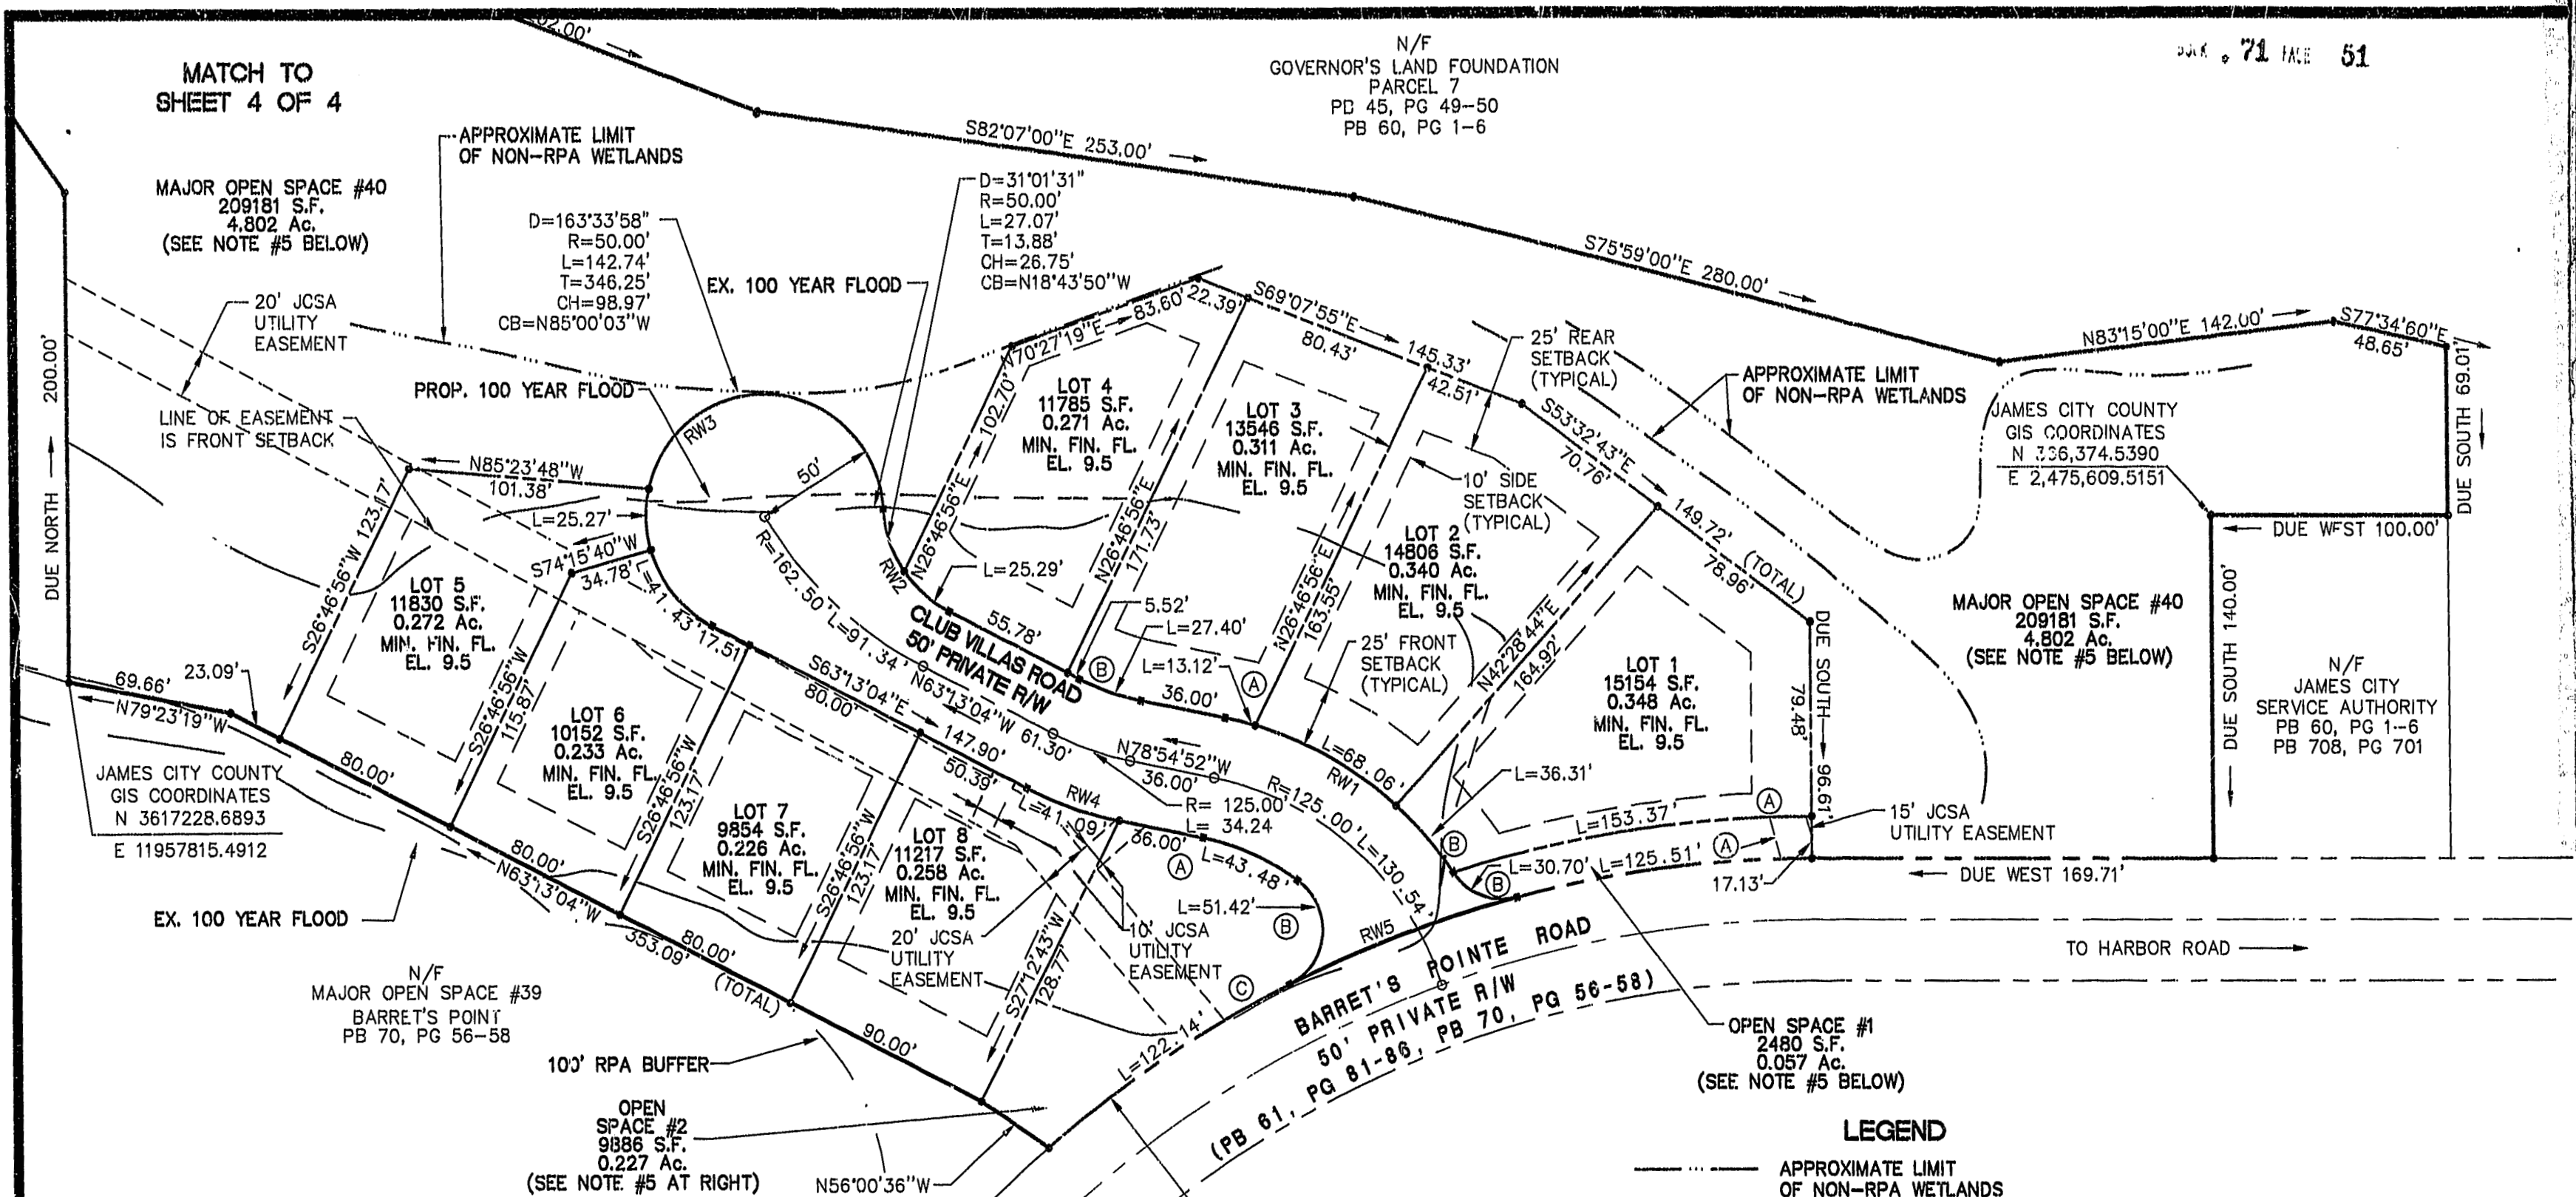 71
51
MATCH TO
SHEET 4 OF 4
N/F
GOVERNOR'S LAND FOUNDATION
PARCEL 7
PB 45, PG 49-50
PB 60, PG 1-6
APPROXIMATE LIMIT
OF NON-RPA WETLANDS
S82°07'00"E 253.00'
MAJOR OPEN SPACE #40
209181 S.F.
4.802 Ac.
(SEE NOTE #5 BELOW)
D=163°33'58"
R=50.00'
L=142.74'
T=346.25'
CH=98.97'
CB=N85°00'03"W
D=31°01'31"
R=50.00'
L=27.07'
T=13.88'
CH=26.75'
CB=N18°43'50"W
EX. 100 YEAR FLOOD
S75°59'00"E 280.00'
N83°15'00"E 142.00'
S77°34'60"E
48.65'
DUE SOUTH 69.01'
20' JCSA
UTILITY
EASEMENT
DUE NORTH
200.00'
LINE OF EASEMENT
IS FRONT SETBACK
PROP. 100 YEAR FLOOD
RW3
50'
N70°27'19"E
83.60'
22.39'
S69°07'55"E
80.43'
145.33'
42.51'
25' REAR
SETBACK
(TYPICAL)
APPROXIMATE LIMIT
OF NON-RPA WETLANDS
JAMES CITY COUNTY
GIS COORDINATES
N 336,374.5390
E 2,475,609.5151
LOT 4
11785 S.F.
0.271 Ac.
MIN. FIN. FL.
EL. 9.5
LOT 3
13546 S.F.
0.311 Ac.
MIN. FIN. FL.
EL. 9.5
S53°32'43"E
70.76'
10' SIDE
SETBACK
(TYPICAL)
149.72'
(TOTAL)
78.96'
DUE WEST 100.00'
N85°23'48"W
101.38'
L=25.27'
S74°15'40"W
34.78'
S26°46'56"W 123.17'
N26°46'56"E
102.70'
N26°46'56"E
171.73'
N26°46'56"E
163.55'
LOT 2
14806 S.F.
0.340 Ac.
MIN. FIN. FL.
EL. 9.5
LOT 5
11830 S.F.
0.272 Ac.
MIN. FIN. FL.
EL. 9.5
L=41.43'
17.51'
R=162.50'
L=91.34'
RW2
L=25.29'
CLUB VILLAS ROAD
50' PRIVATE R/W
55.78'
5.52'
B
L=27.40'
L=13.12'
36.00'
A
25' FRONT
SETBACK
(TYPICAL)
N42°28'44"E
164.92'
LOT 1
15154 S.F.
0.348 Ac.
MIN. FIN. FL.
EL. 9.5
DUE SOUTH
79.48'
96.61'
MAJOR OPEN SPACE #40
209181 S.F.
4.802 Ac.
(SEE NOTE #5 BELOW)
DUE SOUTH 140.00'
N/F
JAMES CITY
SERVICE AUTHORITY
PB 60, PG 1-6
PB 708, PG 701
69.66'
N79°23'19"W
23.09'
JAMES CITY COUNTY
GIS COORDINATES
N 3617228.6893
E 11957815.4912
80.00'
S26°46'56"W
115.87'
LOT 6
10152 S.F.
0.233 Ac.
MIN. FIN. FL.
EL. 9.5
S63°13'04"E
80.00'
147.90'
50.39'
N63°13'04"W
61.30'
N78°54'52"W
36.00'
R= 125.00'
L= 34.24
R=125.00'
L=130.54'
L=68.06'
RW1
L=36.31'
L=153.37'
A
15' JCSA
UTILITY EASEMENT
S26°46'56"W
123.17'
LOT 7
9854 S.F.
0.226 Ac.
MIN. FIN. FL.
EL. 9.5
S26°46'56"W
123.17'
LOT 8
11217 S.F.
0.258 Ac.
MIN. FIN. FL.
EL. 9.5
RW4
L=41.09'
66.00'
A
L=43.48'
B
L=30.70'
L=125.51'
A
17.13'
DUE WEST 169.71'
B
EX. 100 YEAR FLOOD
80.00'
N63°13'04"W
353.09'
80.00'
(TOTAL)
20' JCSA
UTILITY
EASEMENT
L=51.42'
B
10' JCSA
UTILITY
EASEMENT
S27°12'43"W
128.77'
C
RW5
BARRET'S POINTE ROAD
50' PRIVATE R/W
(PB 61, PG 81-86, PB 70, PG 56-58)
TO HARBOR ROAD
N/F
MAJOR OPEN SPACE #39
BARRET'S POINT
PB 70, PG 56-58
90.00'
L=122.14'
100' RPA BUFFER
OPEN
SPACE #2
9886 S.F.
0.227 Ac.
(SEE NOTE #5 AT RIGHT)
N56°00'36"W
OPEN SPACE #1
2480 S.F.
0.057 Ac.
(SEE NOTE #5 BELOW)
LEGEND
APPROXIMATE LIMIT
OF NON-RPA WETLANDS